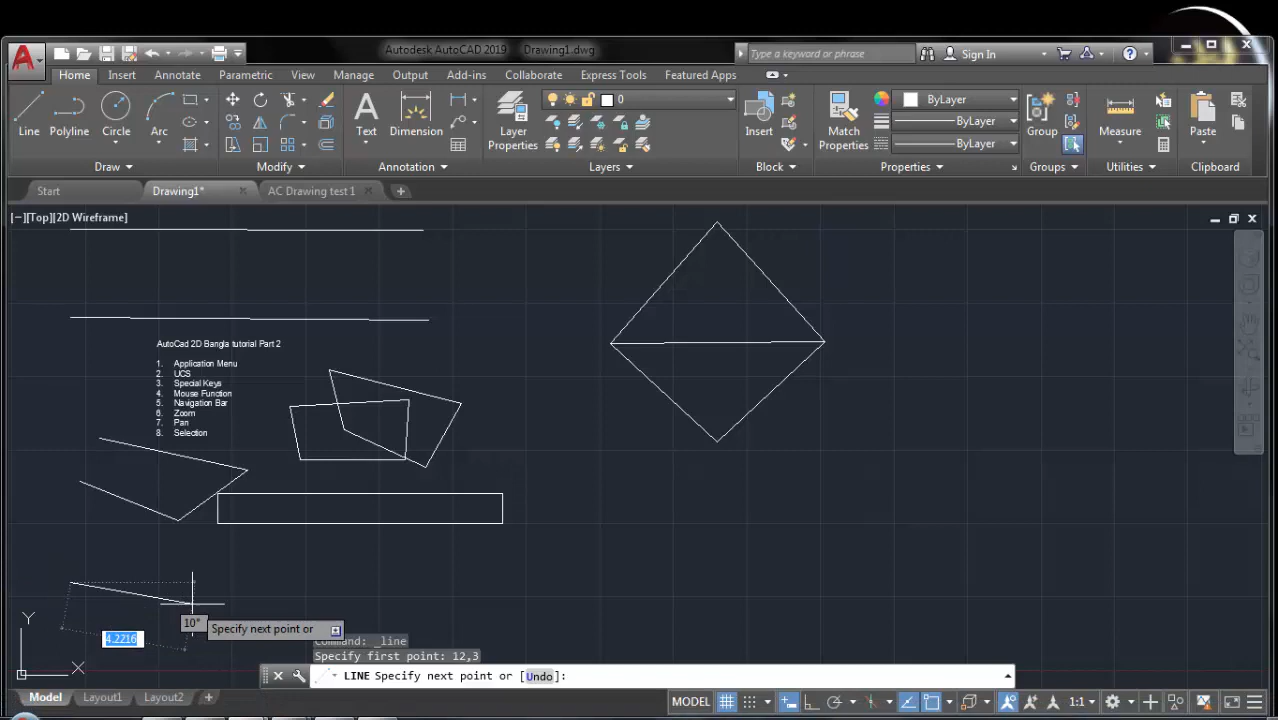 Autodesk AutoCAD 2019 Drawing1.dwg
Type a keyword or phrase
Sign In
Home Insert Annotate Parametric View Manage Output Add-ins Collaborate Express Tools Featured Apps
0
ByLayer
ByLayer
ByLayer
Line Polyline Circle Arc
Text Dimension
Layer Properties
Insert
Match Properties
Group
Measure
Paste
Draw Modify Annotation Layers Block Properties Groups Utilities Clipboard
Start Drawing1* AC Drawing test 1
[−][Top][2D Wireframe]
AutoCad 2D Bangla tutorial Part 2
1. Application Menu
2. UCS
3. Special Keys
4. Mouse Function
5. Navigation Bar
6. Zoom
7. Pan
8. Selection
Y
X
10°
Specify next point or
4.2216
Command: _line
Specify first point: 12,3
LINE Specify next point or [Undo]:
Model Layout1 Layout2
MODEL
1:1